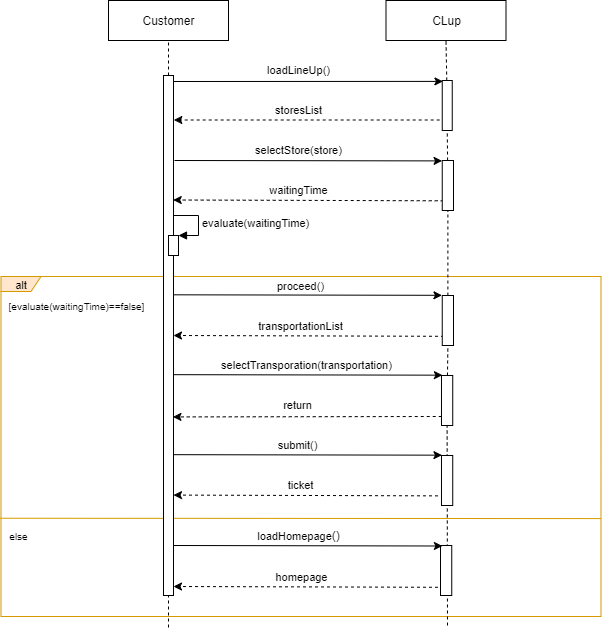 Customer
CLup
loadLineUp()
storesList
selectStore(store)
waitingTime
evaluate(waitingTime)
alt
[evaluate(waitingTime)==false]
proceed()
transportationList
selectTransporation(transportation)
return
submit()
ticket
else
loadHomepage()
homepage